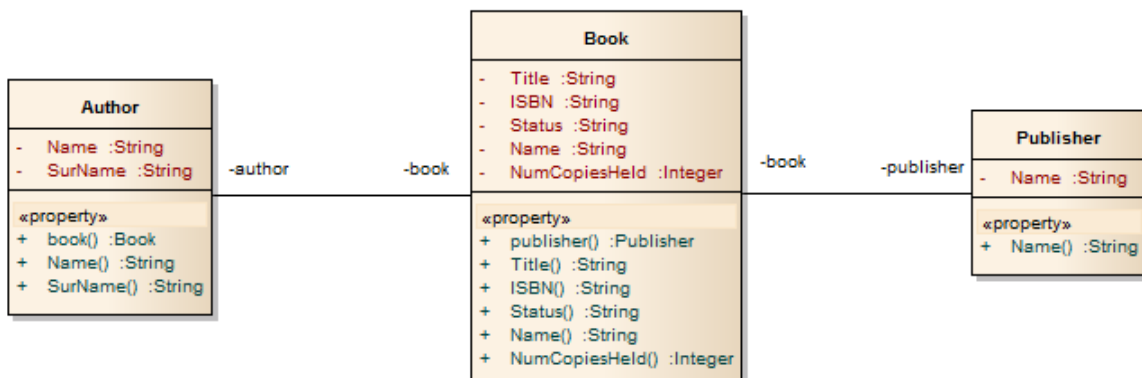 Author
- Name :String
- SurName :String
«property»
+ book() :Book
+ Name() :String
+ SurName() :String
-author
-book
Book
- Title :String
- ISBN :String
- Status :String
- Name :String
- NumCopiesHeld :Integer
«property»
+ publisher() :Publisher
+ Title() :String
+ ISBN() :String
+ Status() :String
+ Name() :String
+ NumCopiesHeld() :Integer
-book
-publisher
Publisher
- Name :String
«property»
+ Name() :String